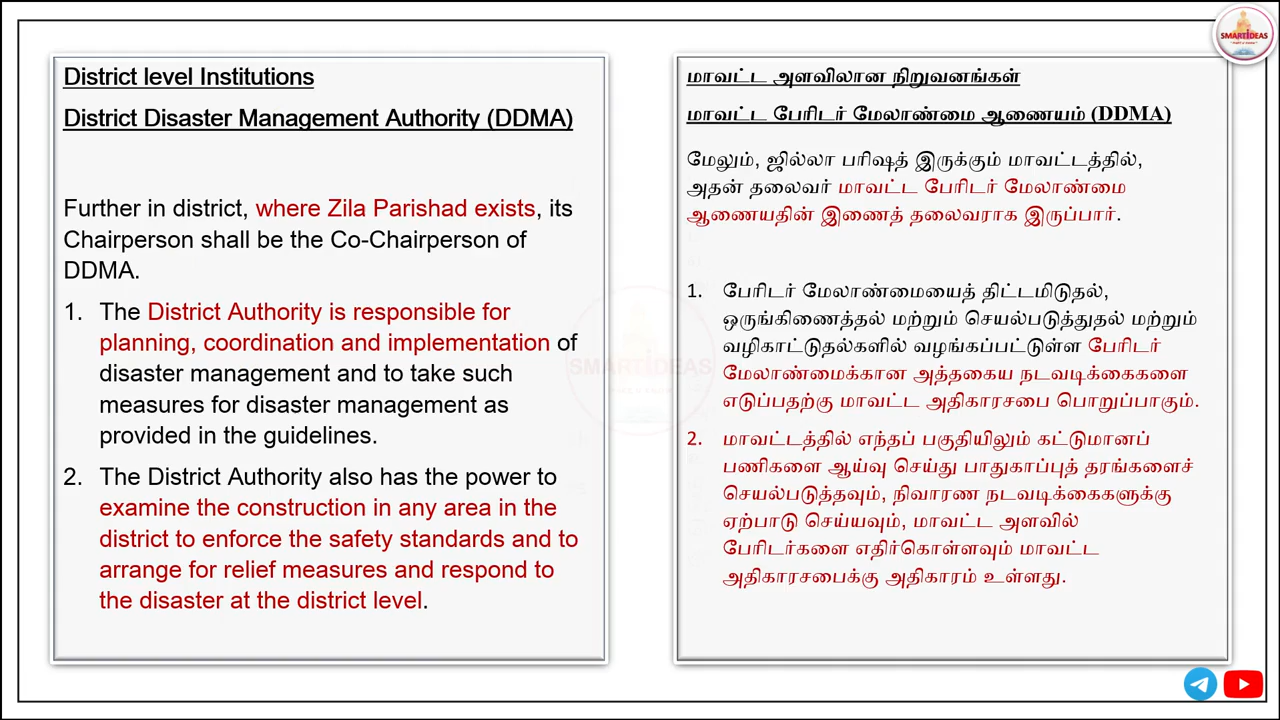 SMARTIDEAS
District level Institutions
District Disaster Management Authority (DDMA)
Further in district, where Zila Parishad exists, its
Chairperson shall be the Co-Chairperson of
DDMA.
1. The District Authority is responsible for
planning, coordination and implementation of
disaster management and to take such
measures for disaster management as
provided in the guidelines.
2. The District Authority also has the power to
examine the construction in any area in the
district to enforce the safety standards and to
arrange for relief measures and respond to
the disaster at the district level.
மாவட்ட அளவிலான நிறுவனங்கள்
மாவட்ட பேரிடர் மேலாண்மை ஆணையம் (DDMA)
மேலும், ஜில்லா பரிஷத் இருக்கும் மாவட்டத்தில்,
அதன் தலைவர் மாவட்ட பேரிடர் மேலாண்மை
ஆணையதின் இணைத் தலைவராக இருப்பார்.
1. பேரிடர் மேலாண்மையைத் திட்டமிடுதல்,
ஒருங்கிணைத்தல் மற்றும் செயல்படுத்துதல் மற்றும்
வழிகாட்டுதல்களில் வழங்கப்பட்டுள்ள பேரிடர்
மேலாண்மைக்கான அத்தகைய நடவடிக்கைகளை
எடுப்பதற்கு மாவட்ட அதிகாரசபை பொறுப்பாகும்.
2. மாவட்டத்தில் எந்தப் பகுதியிலும் கட்டுமானப்
பணிகளை ஆய்வு செய்து பாதுகாப்புத் தரங்களைச்
செயல்படுத்தவும், நிவாரண நடவடிக்கைகளுக்கு
ஏற்பாடு செய்யவும், மாவட்ட அளவில்
பேரிடர்களை எதிர்கொள்ளவும் மாவட்ட
அதிகாரசபைக்கு அதிகாரம் உள்ளது.
SMARTIDEAS